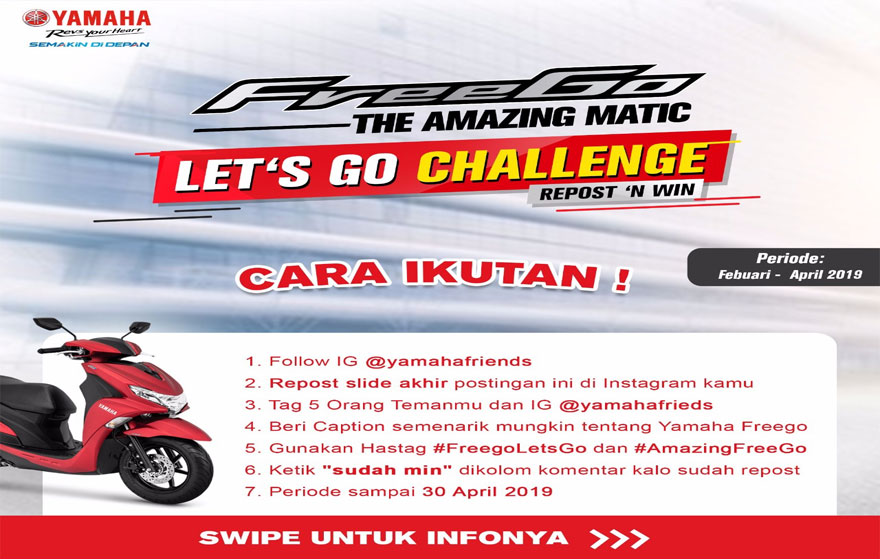 YAMAHA
Revs your Heart
SEMAKIN DI DEPAN
FreeGo
THE AMAZING MATIC
LET'S GO CHALLENGE
REPOST 'N WIN
CARA IKUTAN !
Periode:
Febuari - April 2019
1. Follow IG @yamahafriends
2. Repost slide akhir postingan ini di Instagram kamu
3. Tag 5 Orang Temanmu dan IG @yamahafrieds
4. Beri Caption semenarik mungkin tentang Yamaha Freego
5. Gunakan Hastag #FreegoLetsGo dan #AmazingFreeGo
6. Ketik "sudah min" dikolom komentar kalo sudah repost
7. Periode sampai 30 April 2019
YAMAHA
SWIPE UNTUK INFONYA >>>